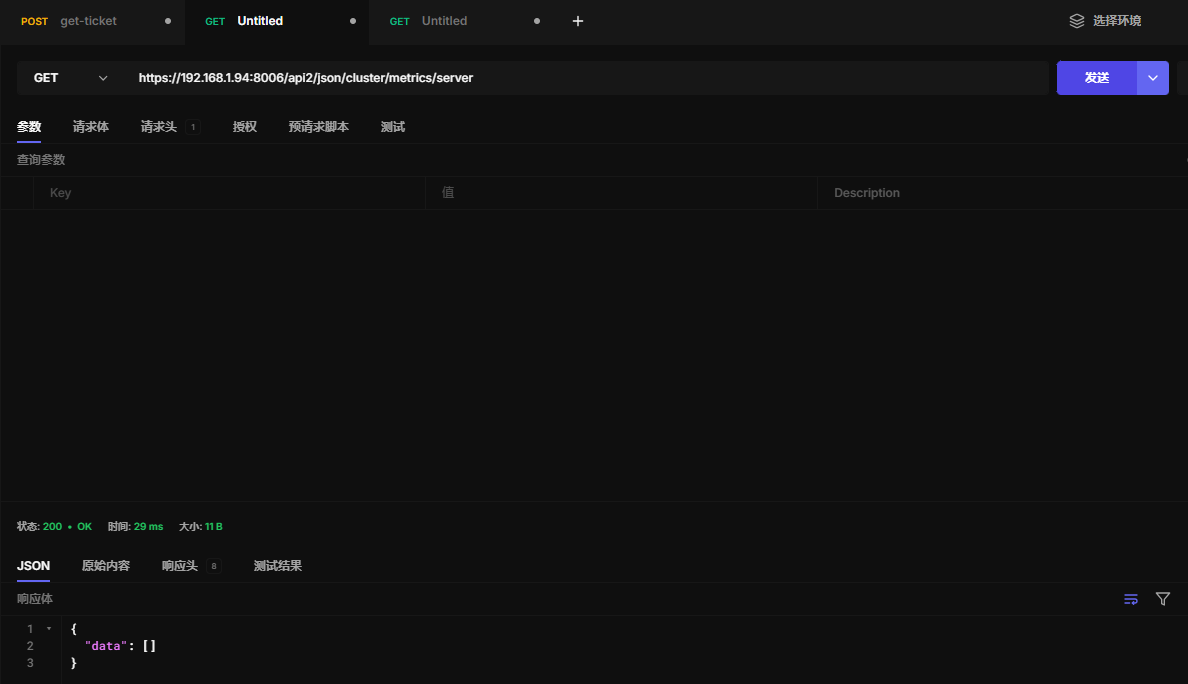 POST get-ticket GET Untitled GET Untitled + 选择环境
GET https://192.168.1.94:8006/api2/json/cluster/metrics/server 发送
参数 请求体 请求头 1 授权 预请求脚本 测试
查询参数
Key 值 Description
状态: 200 • OK 时间: 29 ms 大小: 11 B
JSON 原始内容 响应头 8 测试结果
响应体
1 {
2 "data": []
3 }